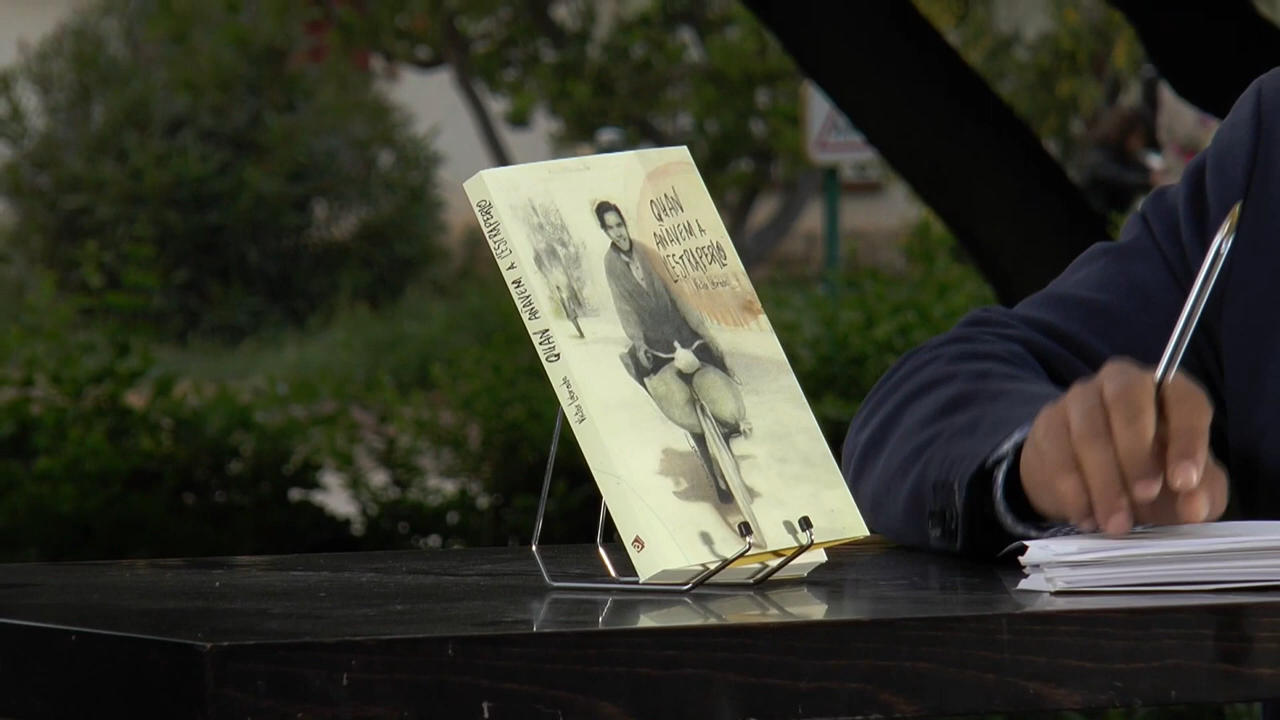 QUAN
ANÀVEM A
L'ESTRAPERLO
QUAN ANÀVEM A L'ESTRAPERLO